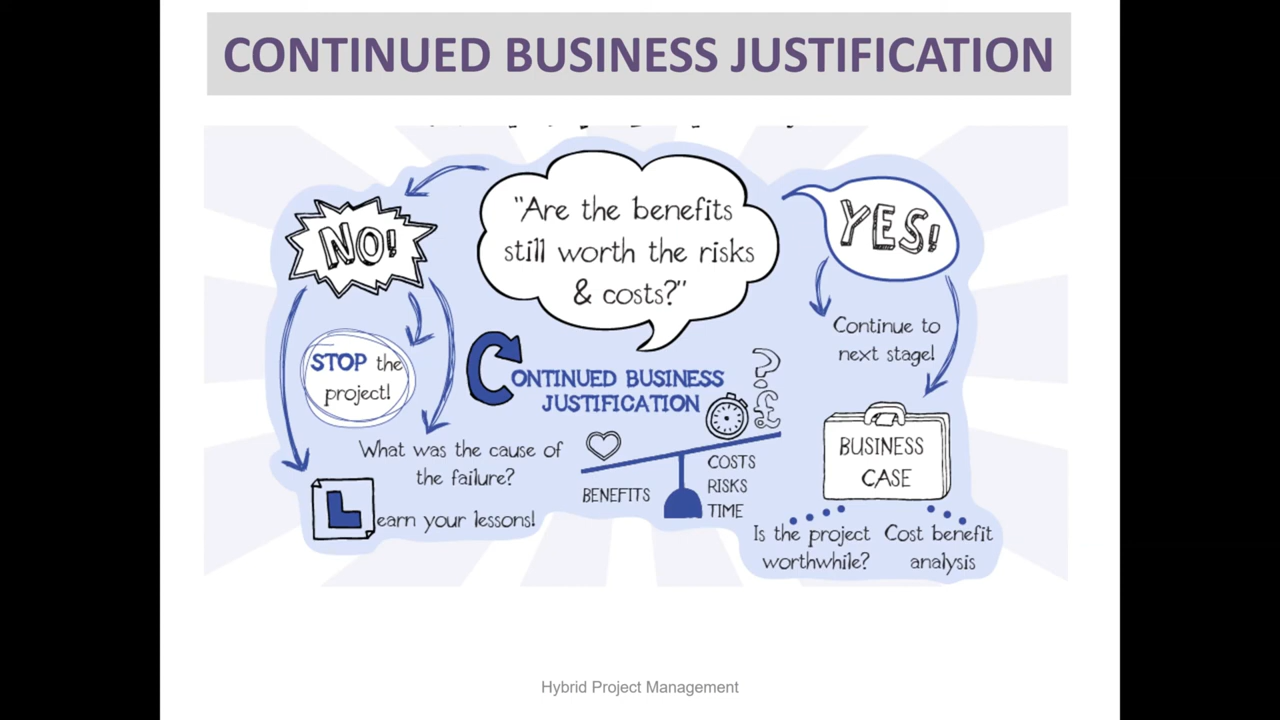 CONTINUED BUSINESS JUSTIFICATION
"Are the benefits
still worth the risks
& costs?"
NO!
STOP the
project!
What was the cause of
the failure?
Learn your lessons!
CONTINUED BUSINESS
JUSTIFICATION
?
£
BENEFITS
COSTS
RISKS
TIME
YES!
Continue to
next stage!
BUSINESS
CASE
Is the project
worthwhile?
Cost benefit
analysis
Hybrid Project Management